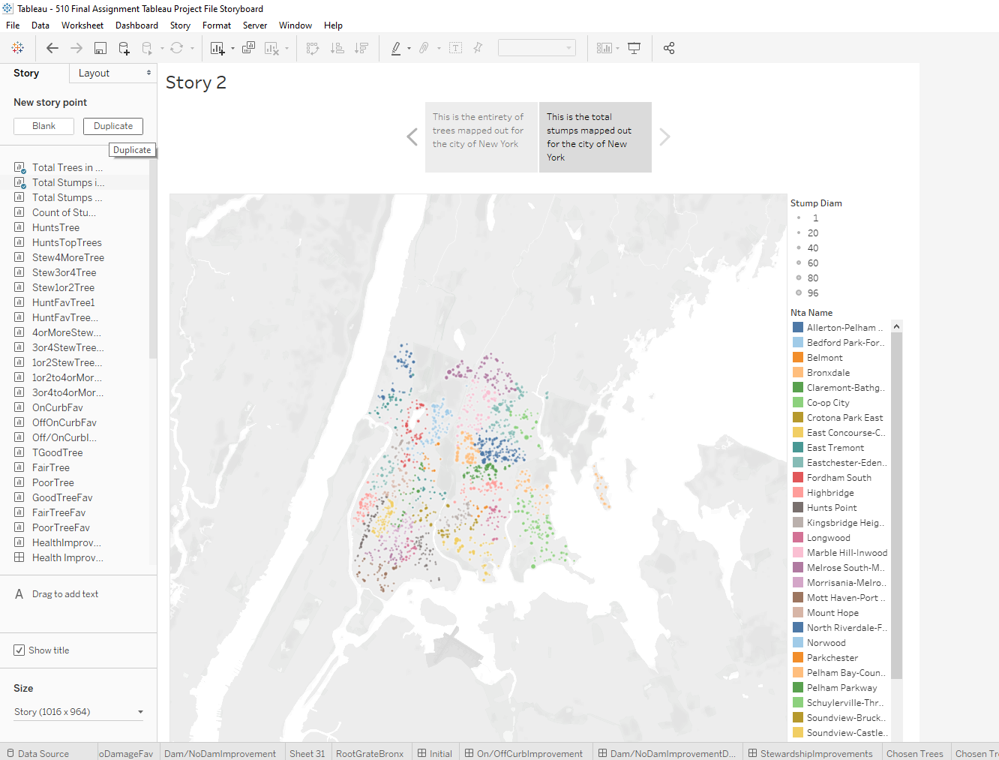 Tableau - 510 Final Assignment Tableau Project File Storyboard
File Data Worksheet Dashboard Story Format Server Window Help
Story Layout
New story point
Blank Duplicate
Duplicate
Total Trees in ...
Total Stumps i...
Total Stumps ...
Count of Stu...
HuntsTree
HuntsTopTrees
Stew4MoreTree
Stew3or4Tree
Stew1or2Tree
HuntFavTree1
HuntFavTree...
4orMoreStew...
3or4StewTree...
1or2StewTree...
1or2to4orMor...
3or4to4orMor...
OnCurbFav
OffOnCurbFav
Off/OnCurbI...
TGoodTree
FairTree
PoorTree
GoodTreeFav
FairTreeFav
PoorTreeFav
HealthImprov...
Health Improv...
A Drag to add text
Show title
Size
Story (1016 x 964)
Story 2
This is the entirety of
trees mapped out for
the city of New York
This is the total
stumps mapped out
for the city of New
York
Stump Diam
1
20
40
60
80
96
Nta Name
Allerton-Pelham ..
Bedford Park-For..
Belmont
Bronxdale
Claremont-Bathg..
Co-op City
Crotona Park East
East Concourse-C..
East Tremont
Eastchester-Eden..
Fordham South
Highbridge
Hunts Point
Kingsbridge Heig..
Longwood
Marble Hill-Inwood
Melrose South-M..
Morrisania-Melro..
Mott Haven-Port ..
Mount Hope
North Riverdale-F..
Norwood
Parkchester
Pelham Bay-Coun..
Pelham Parkway
Schuylerville-Thr..
Soundview-Bruck..
Soundview-Castle..
Data Source oDamageFav Dam/NoDamImprovement Sheet 31 RootGrateBronx Initial On/OffCurbImprovement Dam/NoDamImprovementD... StewardshipImprovements Chosen Trees Chosen Tr